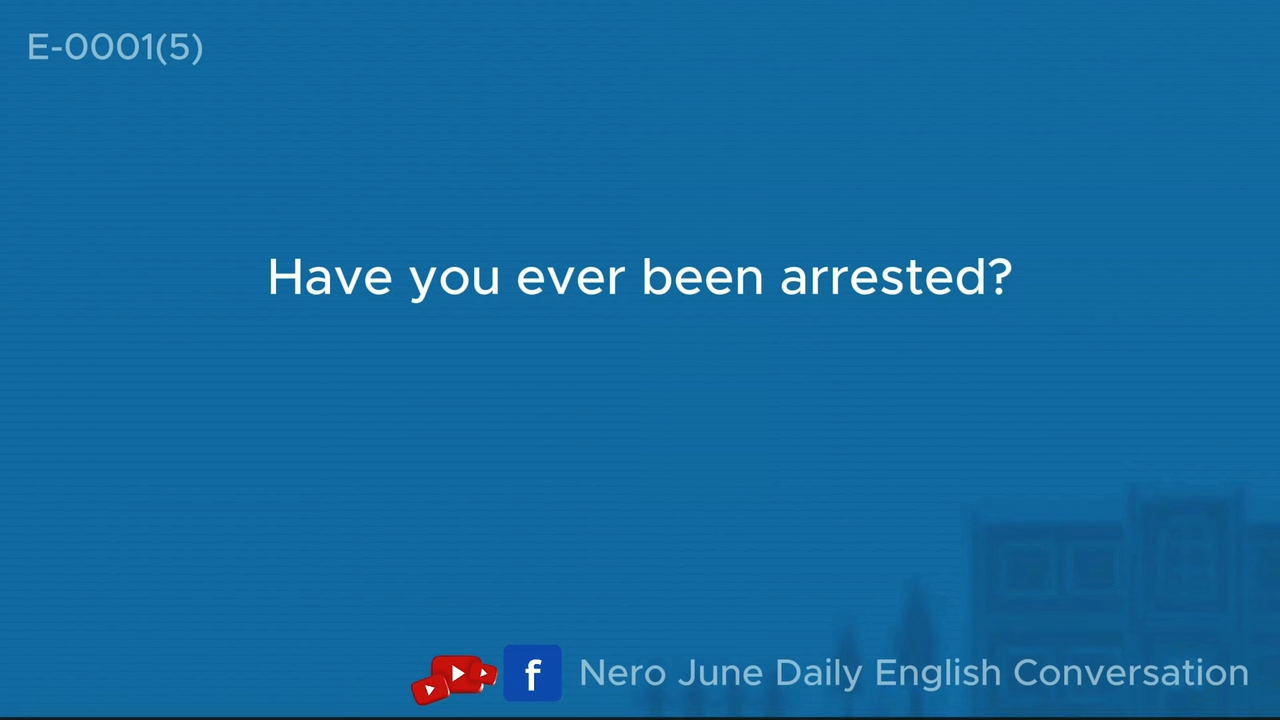 E-0001(5)
Have you ever been arrested?
f Nero June Daily English Conversation